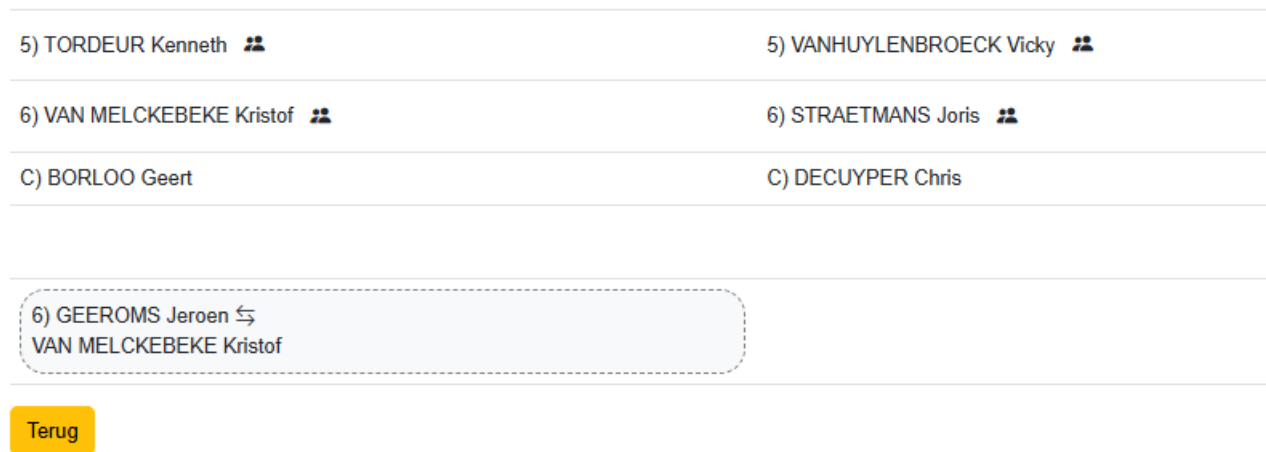 5) TORDEUR Kenneth
5) VANHUYLENBROECK Vicky
6) VAN MELCKEBEKE Kristof
6) STRAETMANS Joris
C) BORLOO Geert
C) DECUYPER Chris
6) GEEROMS Jeroen ⇆
VAN MELCKEBEKE Kristof
Terug